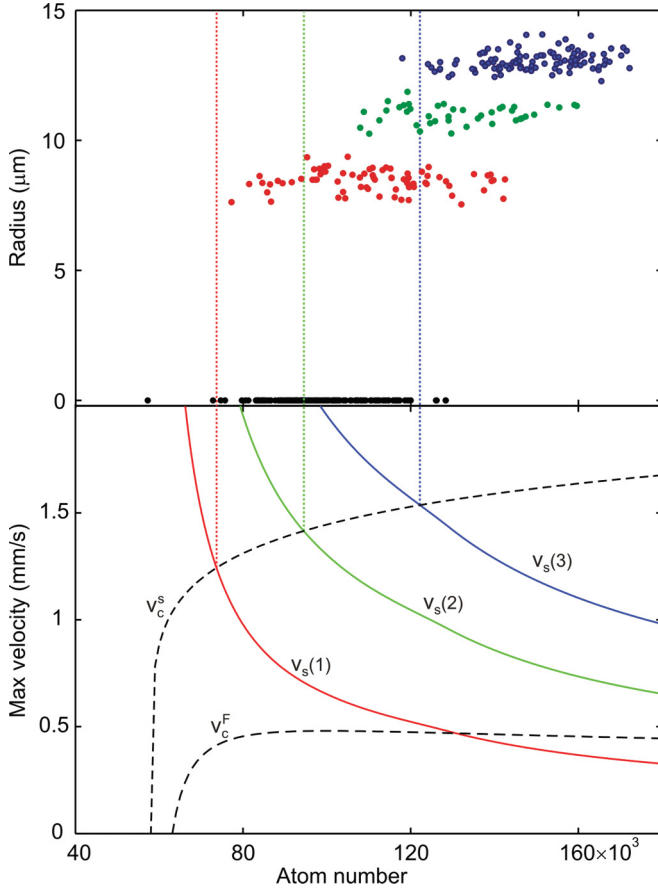 15
10
5
0
Radius (μm)
1.5
1
0.5
0
Max velocity (mm/s)
v_c^s
v_s(3)
v_s(2)
v_s(1)
v_c^F
40
80
120
160×10³
Atom number